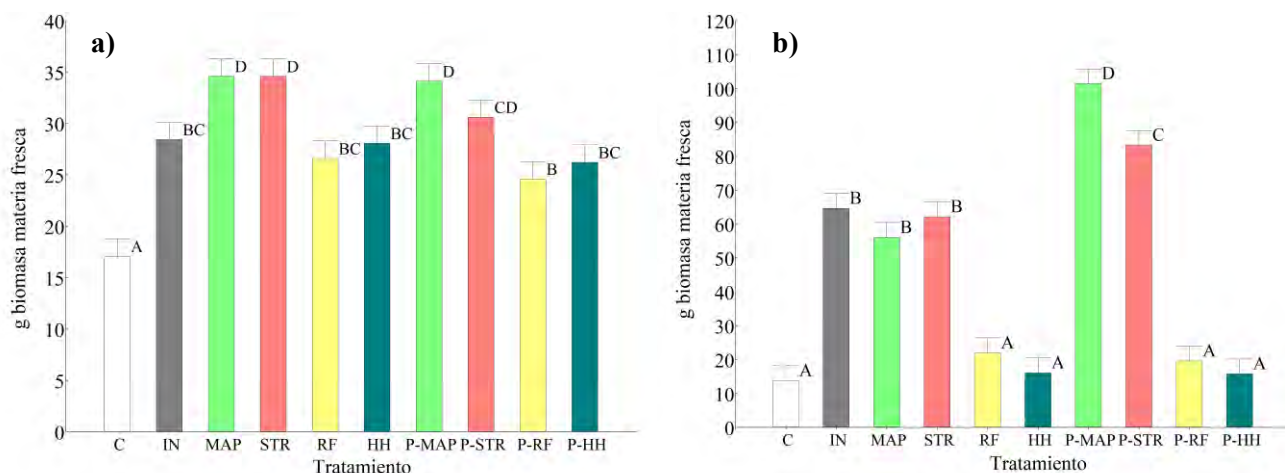 a)
g biomasa materia fresca
40
35
30
25
20
15
10
5
0
A
BC
D
D
BC
BC
D
CD
B
BC
C IN MAP STR RF HH P-MAP P-STR P-RF P-HH
Tratamiento
b)
g biomasa materia fresca
120
110
100
90
80
70
60
50
40
30
20
10
0
A
B
B
B
A
A
D
C
A
A
C IN MAP STR RF HH P-MAP P-STR P-RF P-HH
Tratamiento